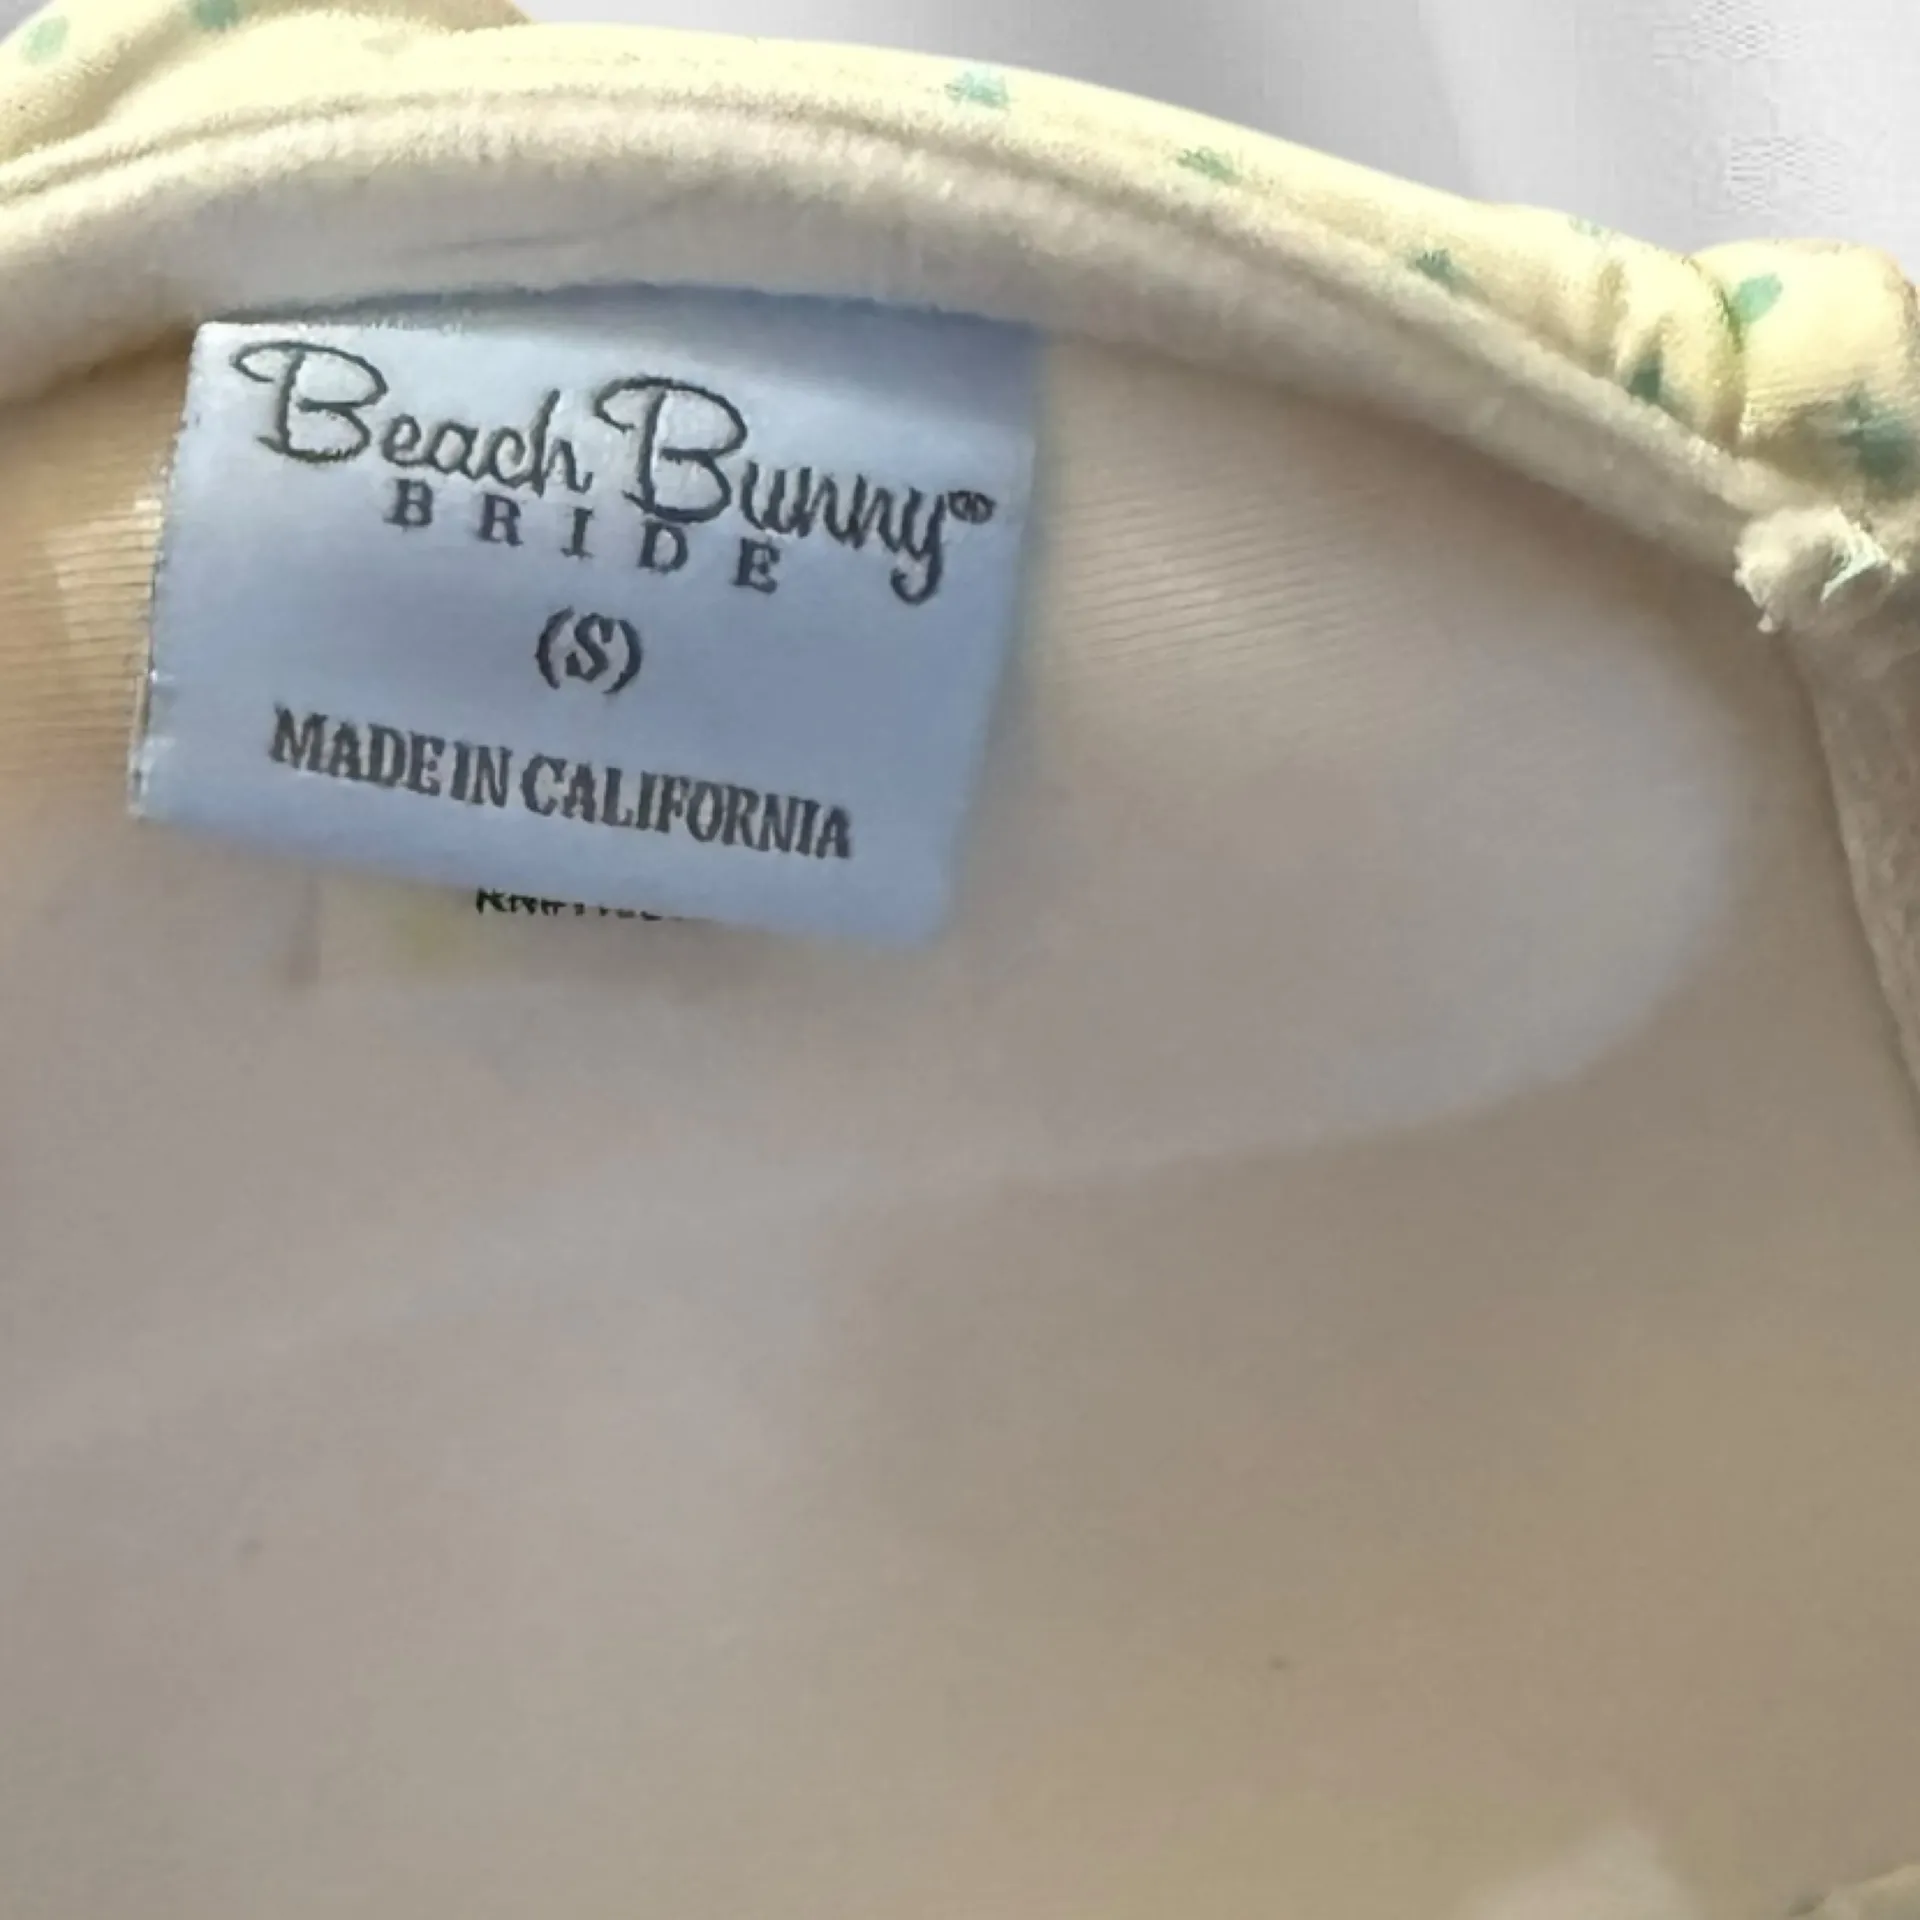 Beach Bunny®
BRIDE
(S)
MADE IN CALIFORNIA